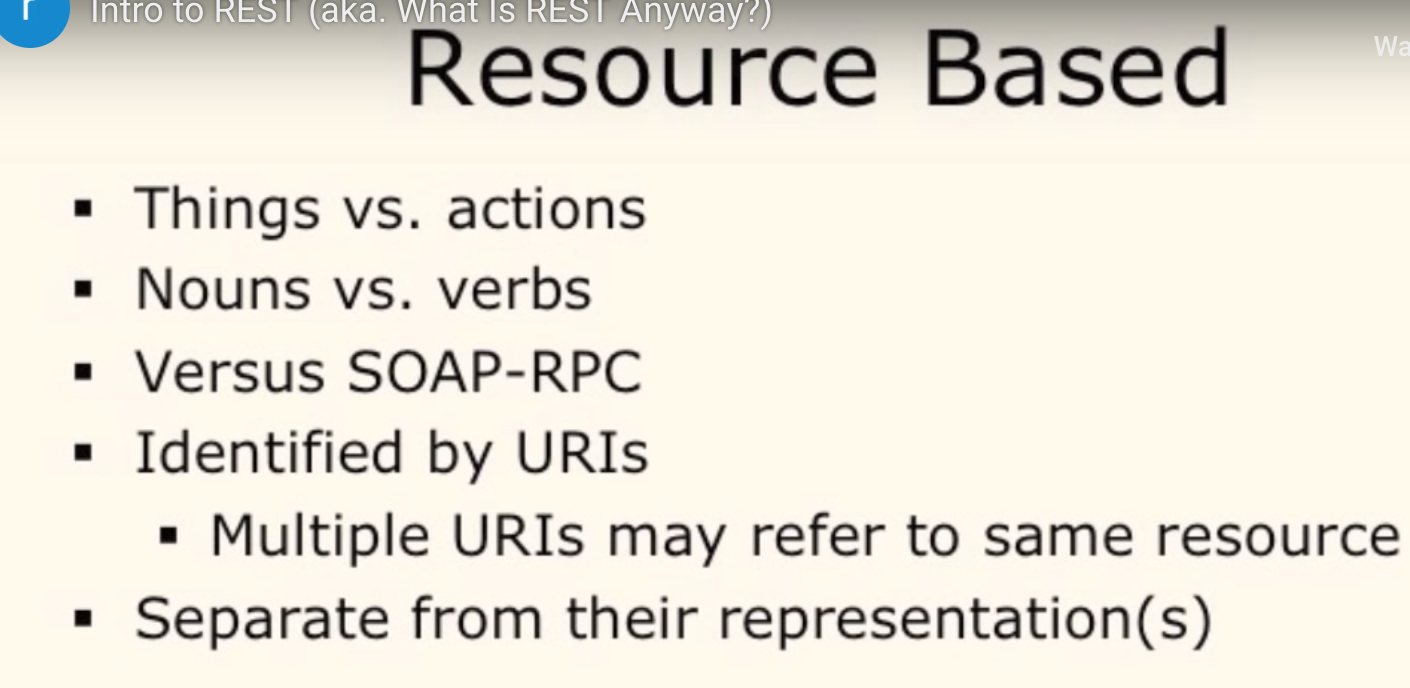 r
Intro to REST (aka. What Is REST Anyway?)
Wa
Resource Based
▪ Things vs. actions
▪ Nouns vs. verbs
▪ Versus SOAP-RPC
▪ Identified by URIs
▪ Multiple URIs may refer to same resource
▪ Separate from their representation(s)